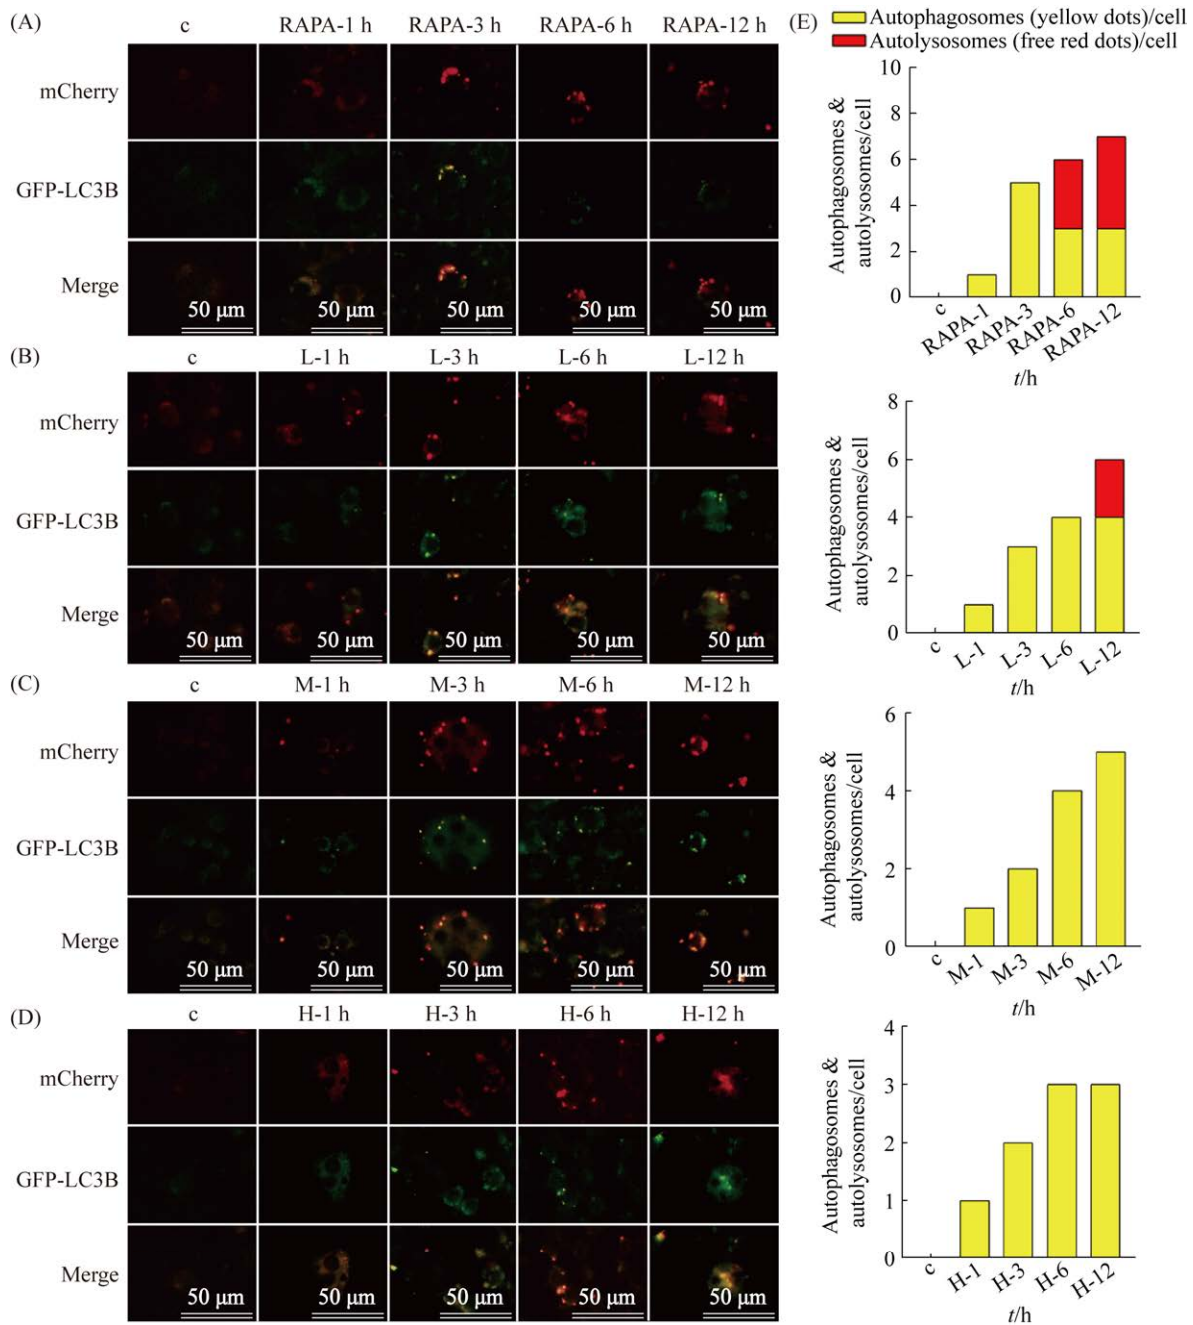 (A)
c RAPA-1 h RAPA-3 h RAPA-6 h RAPA-12 h
mCherry
GFP-LC3B
Merge
50 μm 50 μm 50 μm 50 μm 50 μm
(B)
c L-1 h L-3 h L-6 h L-12 h
mCherry
GFP-LC3B
Merge
50 μm 50 μm 50 μm 50 μm 50 μm
(C)
c M-1 h M-3 h M-6 h M-12 h
mCherry
GFP-LC3B
Merge
50 μm 50 μm 50 μm 50 μm 50 μm
(D)
c H-1 h H-3 h H-6 h H-12 h
mCherry
GFP-LC3B
Merge
50 μm 50 μm 50 μm 50 μm 50 μm
(E)
Autophagosomes (yellow dots)/cell
Autolysosomes (free red dots)/cell
Autophagosomes &
autolysosomes/cell
10
8
6
4
2
0
c RAPA-1 RAPA-3 RAPA-6 RAPA-12
t/h
Autophagosomes &
autolysosomes/cell
8
6
4
2
0
c L-1 L-3 L-6 L-12
t/h
Autophagosomes &
autolysosomes/cell
6
4
2
0
c M-1 M-3 M-6 M-12
t/h
Autophagosomes &
autolysosomes/cell
4
3
2
1
0
c H-1 H-3 H-6 H-12
t/h